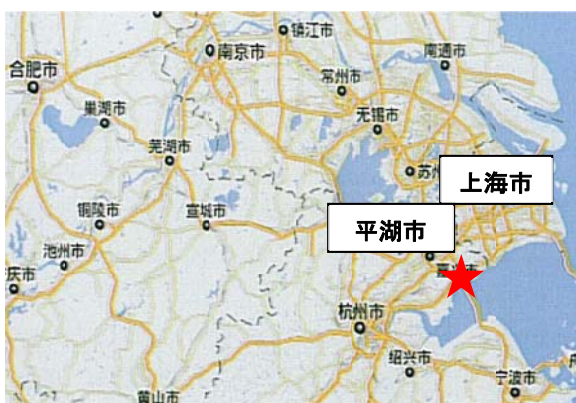 镇江市
南京市
南通市
合肥市
常州市
巢湖市
无锡市
芜湖市
苏州
上海市
铜陵市
宣城市
平湖市
池州市
庆市
杭州市
绍兴市
黄山市
宁波市